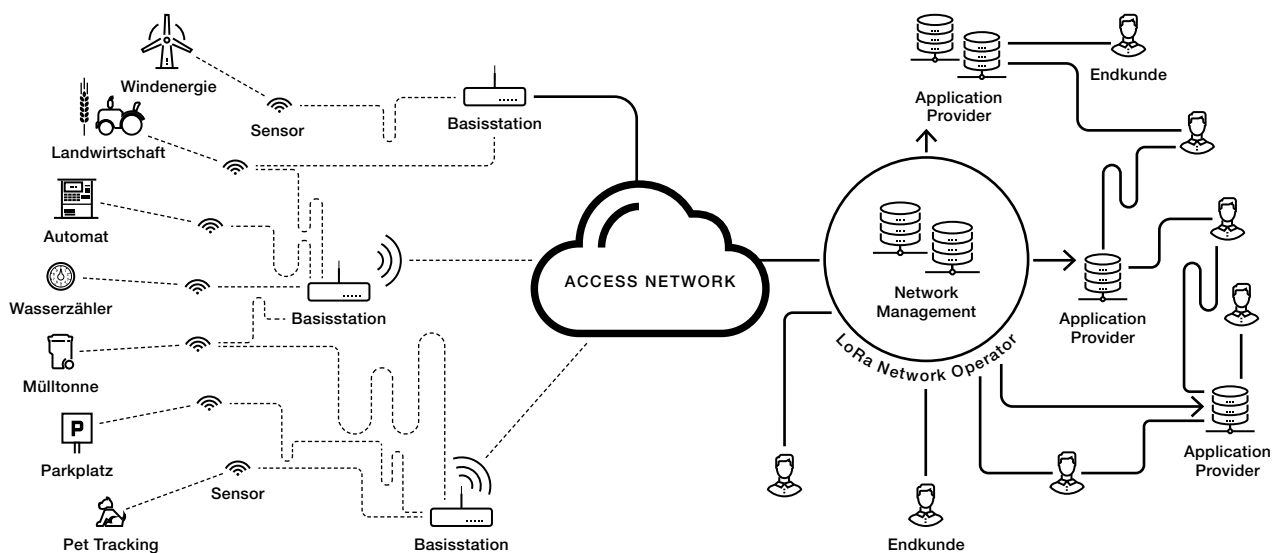 Windenergie
Sensor
Landwirtschaft
Automat
Wasserzähler
Mülltonne
P
Parkplatz
Sensor
Pet Tracking
Basisstation
Basisstation
Basisstation
ACCESS NETWORK
Network
Management
LoRa Network Operator
Application
Provider
Endkunde
Application
Provider
Application
Provider
Endkunde